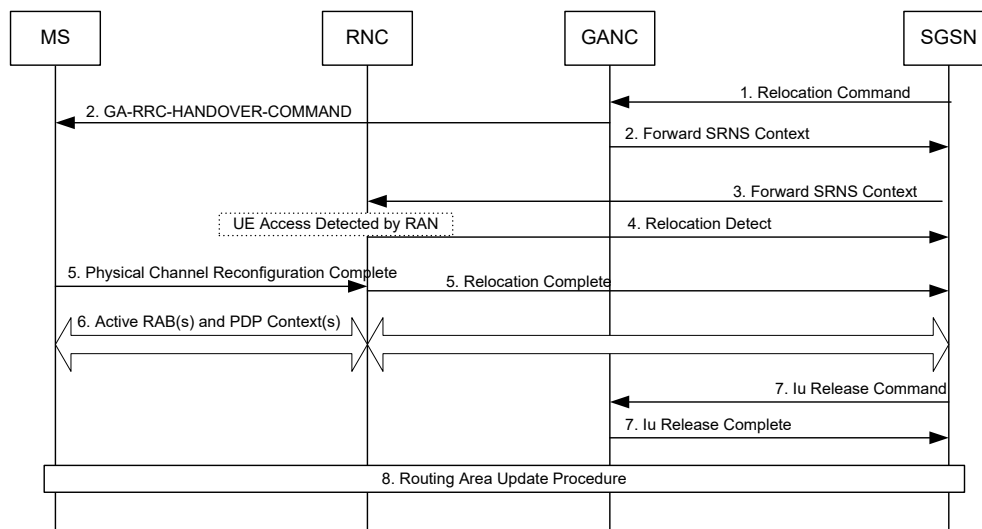 MS
RNC
GANC
SGSN
1. Relocation Command
2. GA-RRC-HANDOVER-COMMAND
2. Forward SRNS Context
3. Forward SRNS Context
UE Access Detected by RAN
4. Relocation Detect
5. Physical Channel Reconfiguration Complete
5. Relocation Complete
6. Active RAB(s) and PDP Context(s)
7. Iu Release Command
7. Iu Release Complete
8. Routing Area Update Procedure